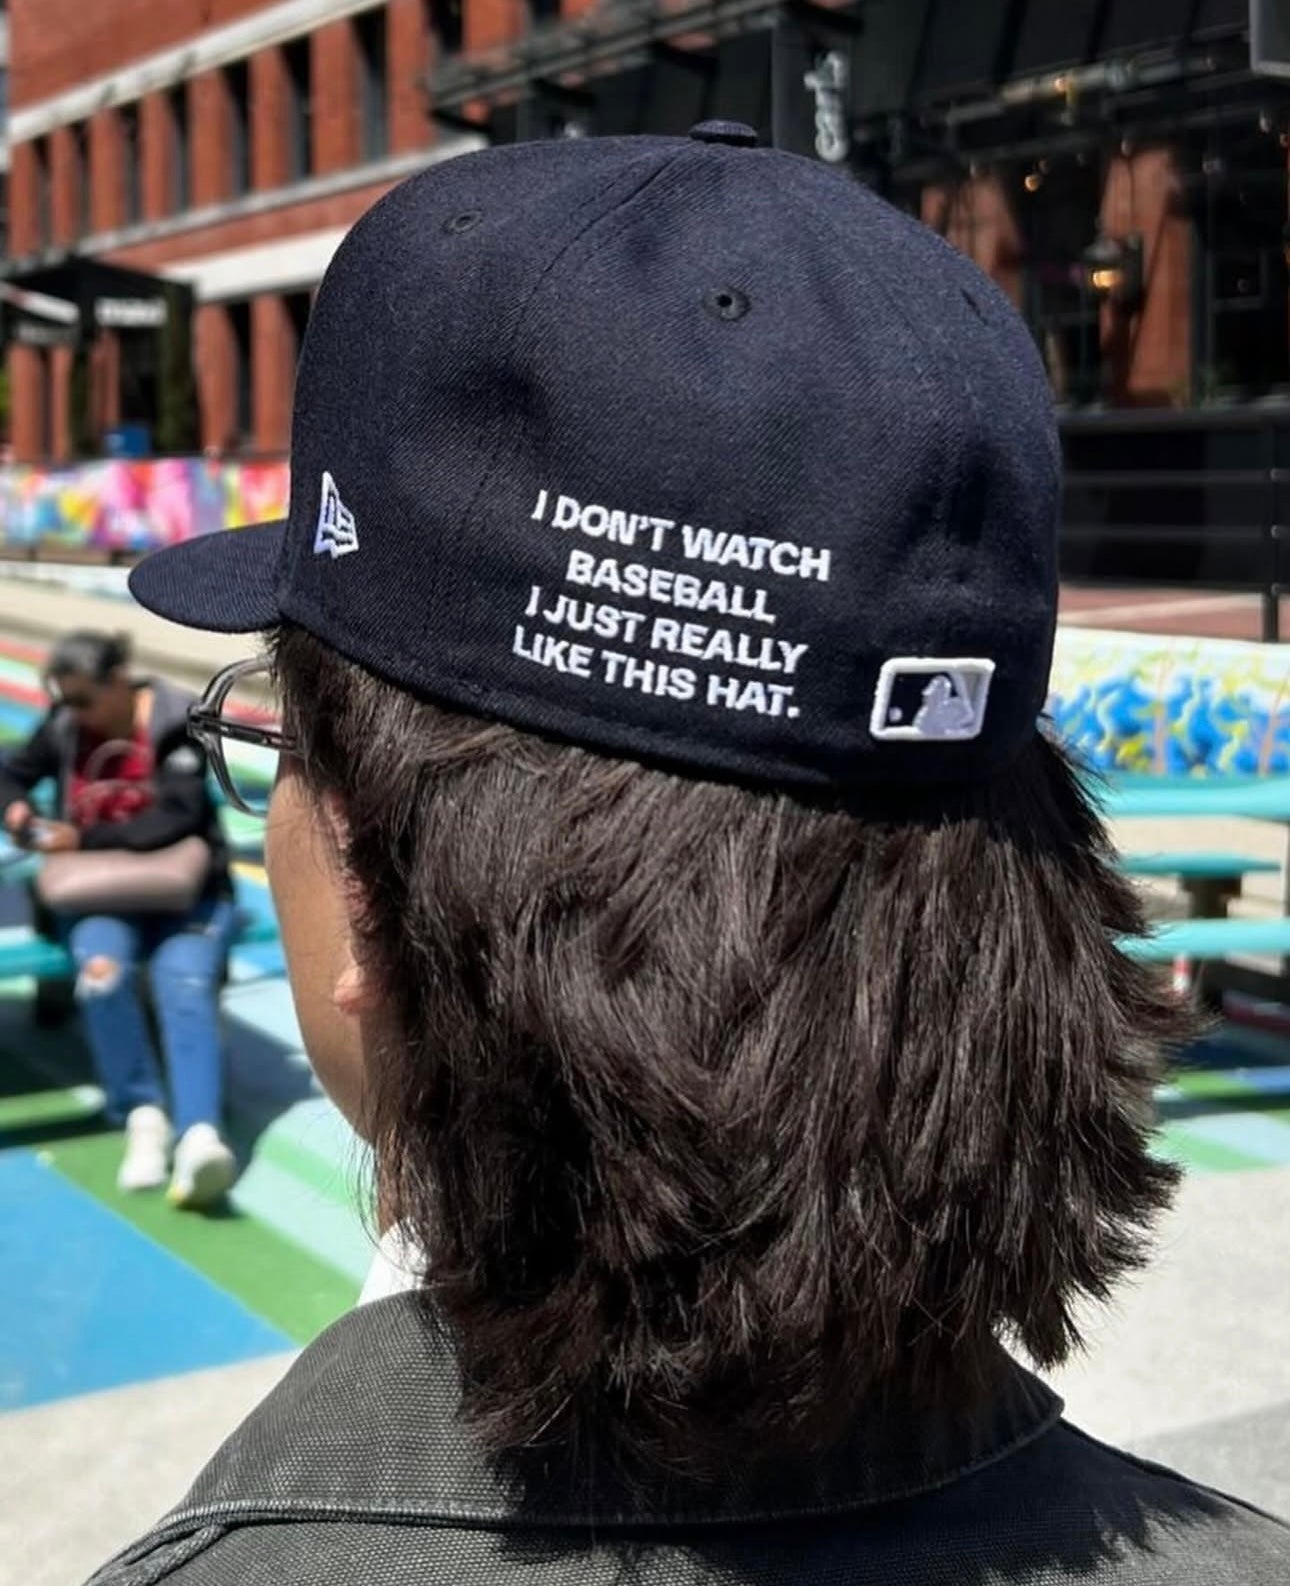 I DON'T WATCH
BASEBALL
I JUST REALLY
LIKE THIS HAT.